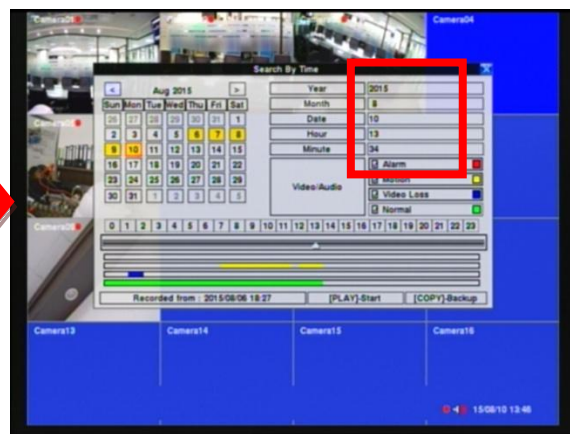 Camera01
Camera04
Search By Time
X
< Aug 2015 >
Sun Mon Tue Wed Thu Fri Sat
26 27 28 29 30 31 1
2 3 4 5 6 7 8
9 10 11 12 13 14 15
16 17 18 19 20 21 22
23 24 25 26 27 28 29
30 31 1 2 3 4 5
Year 2015
Month 8
Date 10
Hour 13
Minute 34
Video/Audio
Alarm
Motion
Video Loss
Normal
0 1 2 3 4 5 6 7 8 9 10 11 12 13 14 15 16 17 18 19 20 21 22 23
Recorded from : 2015/08/06 18:27 [PLAY]-Start [COPY]-Backup
Camera13 Camera14 Camera15 Camera16
15/08/10 13:46